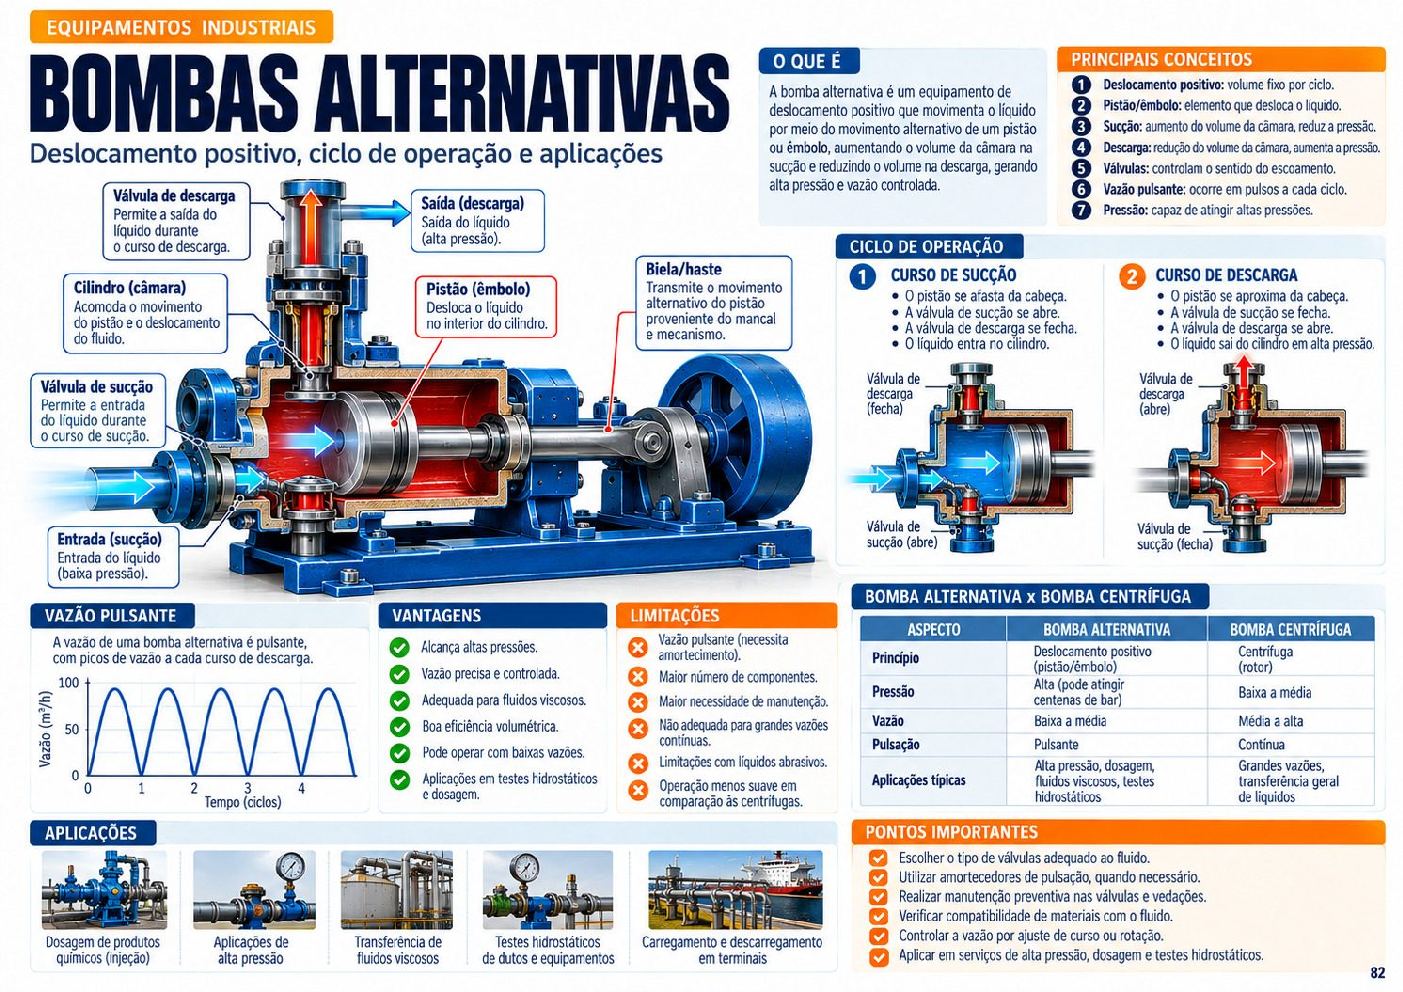 EQUIPAMENTOS INDUSTRIAIS
BOMBAS ALTERNATIVAS
Deslocamento positivo, ciclo de operação e aplicações
O QUE É
A bomba alternativa é um equipamento de
deslocamento positivo que movimenta o líquido
por meio do movimento alternativo de um pistão
ou êmbolo, aumentando o volume da câmara na
sucção e reduzindo o volume na descarga, gerando
alta pressão e vazão controlada.
PRINCIPAIS CONCEITOS
1 Deslocamento positivo: volume fixo por ciclo.
2 Pistão/êmbolo: elemento que desloca o líquido.
3 Sucção: aumento do volume da câmara, reduz a pressão.
4 Descarga: redução do volume da câmara, aumenta a pressão.
5 Válvulas: controlam o sentido do escoamento.
6 Vazão pulsante: ocorre em pulsos a cada ciclo.
7 Pressão: capaz de atingir altas pressões.
Válvula de descarga
Permite a saída do
líquido durante
o curso de descarga.
Saída (descarga)
Saída do líquido
(alta pressão).
Cilindro (câmara)
Acomoda o movimento
do pistão e o deslocamento
do fluido.
Pistão (êmbolo)
Desloca o líquido
no interior do cilindro.
Biela/haste
Transmite o movimento
alternativo do pistão
proveniente do mancal
e mecanismo.
Válvula de sucção
Permite a entrada
do líquido durante
o curso de sucção.
Entrada (sucção)
Entrada do líquido
(baixa pressão).
CICLO DE OPERAÇÃO
1 CURSO DE SUCÇÃO
• O pistão se afasta da cabeça.
• A válvula de sucção se abre.
• A válvula de descarga se fecha.
• O líquido entra no cilindro.
Válvula de
descarga
(fecha)
Válvula de
sucção (abre)
2 CURSO DE DESCARGA
• O pistão se aproxima da cabeça.
• A válvula de sucção se fecha.
• A válvula de descarga se abre.
• O líquido sai do cilindro em alta pressão.
Válvula de
descarga
(abre)
Válvula de
sucção (fecha)
VAZÃO PULSANTE
A vazão de uma bomba alternativa é pulsante,
com picos de vazão a cada curso de descarga.
Vazão (m³/h)
100
50
0
0 1 2 3 4
Tempo (ciclos)
VANTAGENS
Alcança altas pressões.
Vazão precisa e controlada.
Adequada para fluidos viscosos.
Boa eficiência volumétrica.
Pode operar com baixas vazões.
Aplicações em testes hidrostáticos
e dosagem.
LIMITAÇÕES
Vazão pulsante (necessita
amortecimento).
Maior número de componentes.
Maior necessidade de manutenção.
Não adequada para grandes vazões
contínuas.
Limitações com líquidos abrasivos.
Operação menos suave em
comparação às centrífugas.
BOMBA ALTERNATIVA x BOMBA CENTRÍFUGA
ASPECTO BOMBA ALTERNATIVA BOMBA CENTRÍFUGA
Princípio Deslocamento positivo Centrífuga
(pistão/êmbolo) (rotor)
Pressão Alta (pode atingir Baixa a média
centenas de bar)
Vazão Baixa a média Média a alta
Pulsação Pulsante Contínua
Aplicações típicas Alta pressão, dosagem, Grandes vazões,
fluidos viscosos, testes transferência geral
hidrostáticos de líquidos
APLICAÇÕES
Dosagem de produtos
químicos (injeção)
Aplicações de
alta pressão
Transferência de
fluidos viscosos
Testes hidrostáticos
de dutos e equipamentos
Carregamento e descarregamento
em terminais
PONTOS IMPORTANTES
Escolher o tipo de válvulas adequado ao fluido.
Utilizar amortecedores de pulsação, quando necessário.
Realizar manutenção preventiva nas válvulas e vedações.
Verificar compatibilidade de materiais com o fluido.
Controlar a vazão por ajuste de curso ou rotação.
Aplicar em serviços de alta pressão, dosagem e testes hidrostáticos.
82